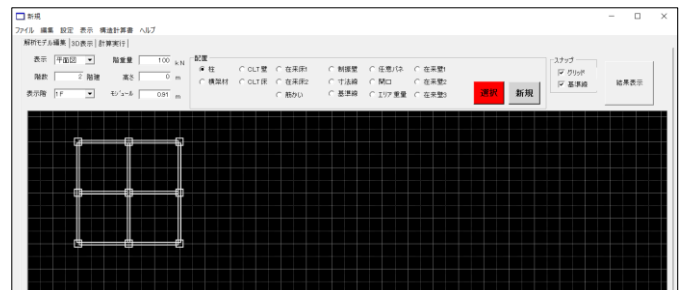 新規
ファイル 編集 設定 表示 構造計算書 ヘルプ
解析モデル編集 3D表示 計算実行
表示 平面図 階重量 100 kN
階数 2 階建 高さ 0 m
表示階 1F モジュール 0.91 m
配置
柱 CLT壁 在来床1 制振壁 任意バネ 在来壁1
横架材 CLT床 在来床2 寸法線 開口 在来壁2
筋かい 基準線 エリア重量 在来壁3
選択 新規
スナップ
グリッド
基準線
結果表示